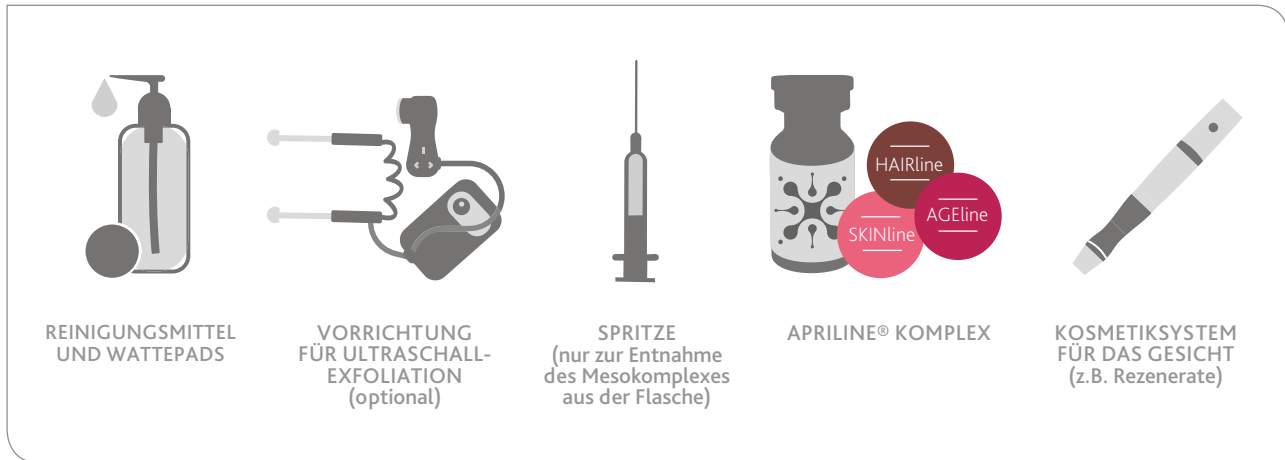 HAIRline
AGEline
SKINline
REINIGUNGSMITTEL
UND WATTEPADS
VORRICHTUNG
FÜR ULTRASCHALL-
EXFOLIATION
(optional)
SPRITZE
(nur zur Entnahme
des Mesokomplexes
aus der Flasche)
APRILINE® KOMPLEX
KOSMETIKSYSTEM
FÜR DAS GESICHT
(z.B. Rezenerate)